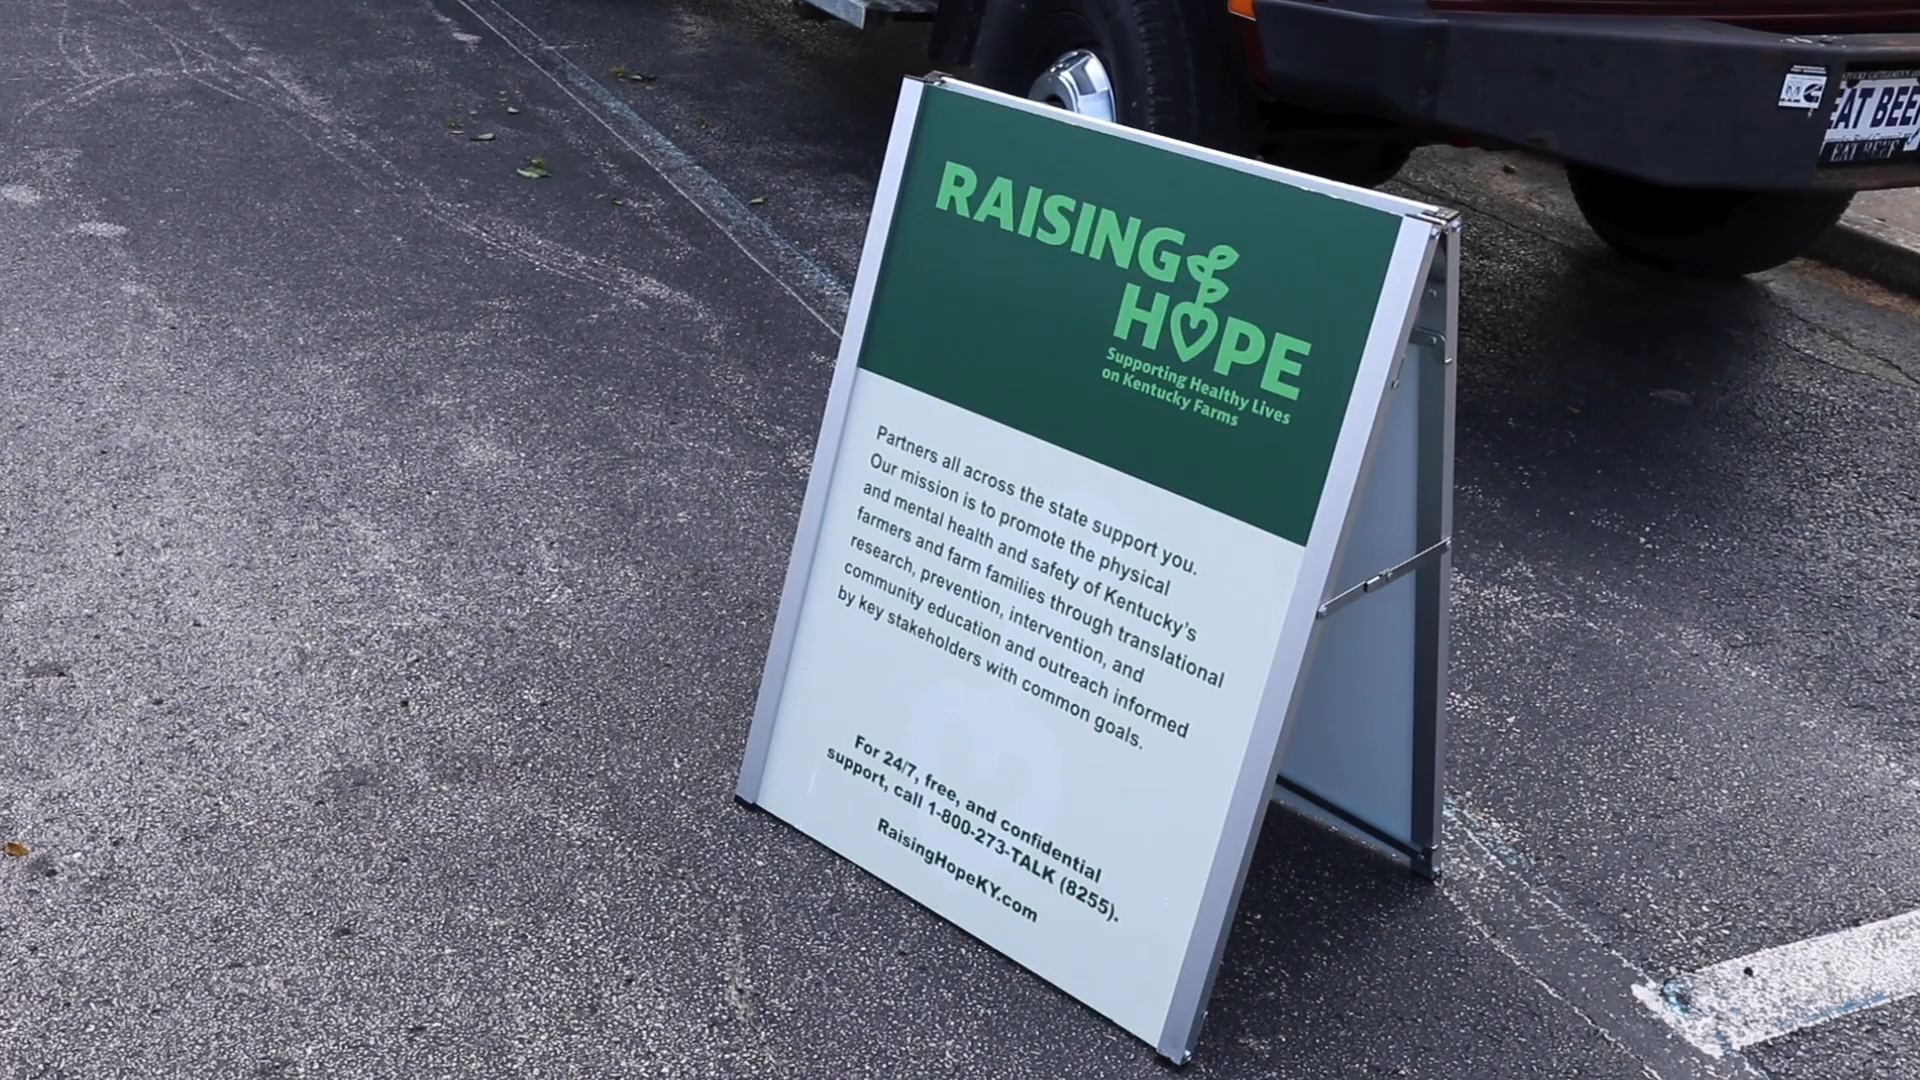 RAISING
HOPE
Supporting Healthy Lives
on Kentucky Farms
Partners all across the state support you.
Our mission is to promote the physical
and mental health and safety of Kentucky's
farmers and farm families through translational
research, prevention, intervention, and
community education and outreach informed
by key stakeholders with common goals.
For 24/7, free, and confidential
support, call 1-800-273-TALK (8255).
RaisingHopeKY.com
EAT BEEF
EAT BEEF